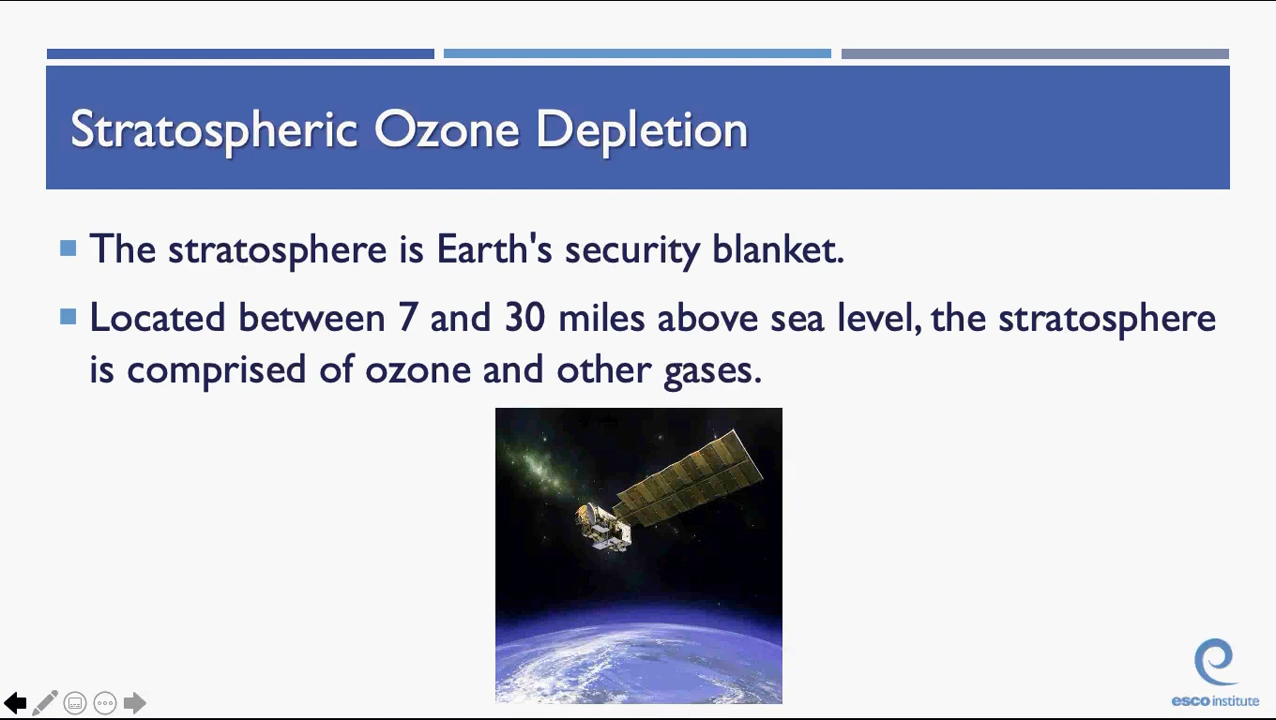 Stratospheric Ozone Depletion
The stratosphere is Earth's security blanket.
Located between 7 and 30 miles above sea level, the stratosphere
is comprised of ozone and other gases.
esco institute